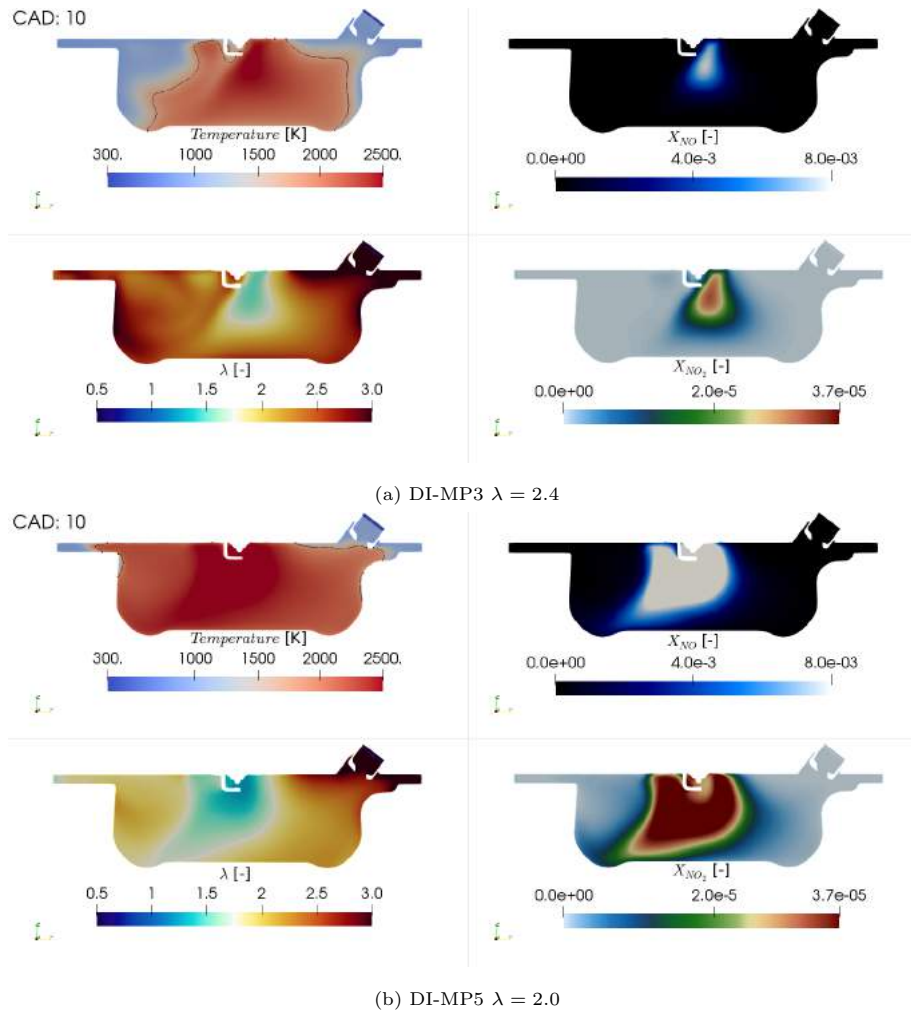 CAD: 10
Temperature [K]
300. 1000 1500 2000 2500.
X_NO [-]
0.0e+00 4.0e-3 8.0e-03
λ [-]
0.5 1 1.5 2 2.5 3.0
X_NO₂ [-]
0.0e+00 2.0e-5 3.7e-05
(a) DI-MP3 λ = 2.4
CAD: 10
Temperature [K]
300. 1000 1500 2000 2500.
X_NO [-]
0.0e+00 4.0e-3 8.0e-03
λ [-]
0.5 1 1.5 2 2.5 3.0
X_NO₂ [-]
0.0e+00 2.0e-5 3.7e-05
(b) DI-MP5 λ = 2.0